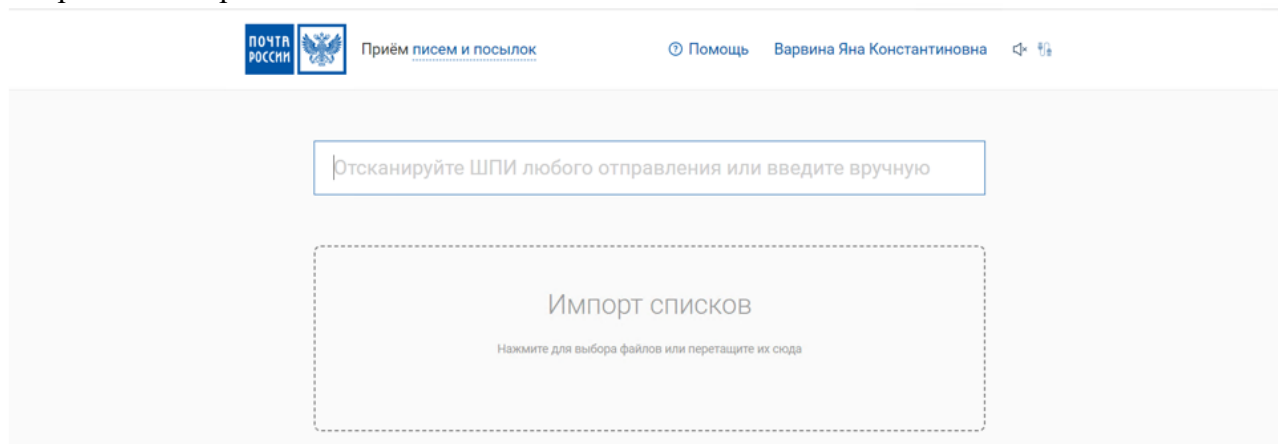 ПОЧТА
РОССИИ
Приём писем и посылок
Помощь
Варвина Яна Константиновна
Отсканируйте ШПИ любого отправления или введите вручную
Импорт списков
Нажмите для выбора файлов или перетащите их сюда